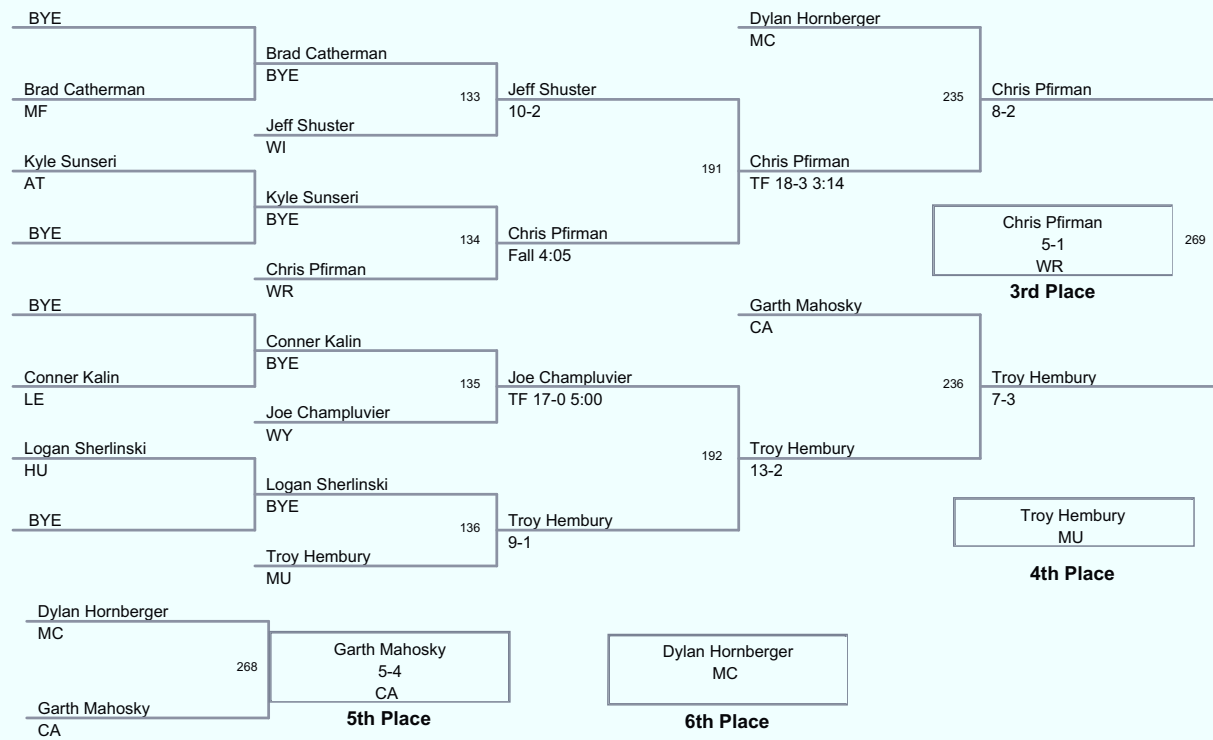 BYE
Brad Catherman
MF
Kyle Sunseri
AT
BYE
BYE
Conner Kalin
LE
Logan Sherlinski
HU
BYE
Brad Catherman
BYE
133
Jeff Shuster
WI
Kyle Sunseri
BYE
134
Chris Pfirman
WR
Conner Kalin
BYE
135
Joe Champluvier
WY
Logan Sherlinski
BYE
136
Troy Hembury
MU
Jeff Shuster
10-2
191
Chris Pfirman
Fall 4:05
Joe Champluvier
TF 17-0 5:00
192
Troy Hembury
9-1
Dylan Hornberger
MC
235
Chris Pfirman
TF 18-3 3:14
Garth Mahosky
CA
236
Troy Hembury
13-2
Chris Pfirman
8-2
Chris Pfirman
5-1
WR
269
3rd Place
Troy Hembury
7-3
Troy Hembury
MU
4th Place
Dylan Hornberger
MC
268
Garth Mahosky
CA
Garth Mahosky
5-4
CA
5th Place
Dylan Hornberger
MC
6th Place